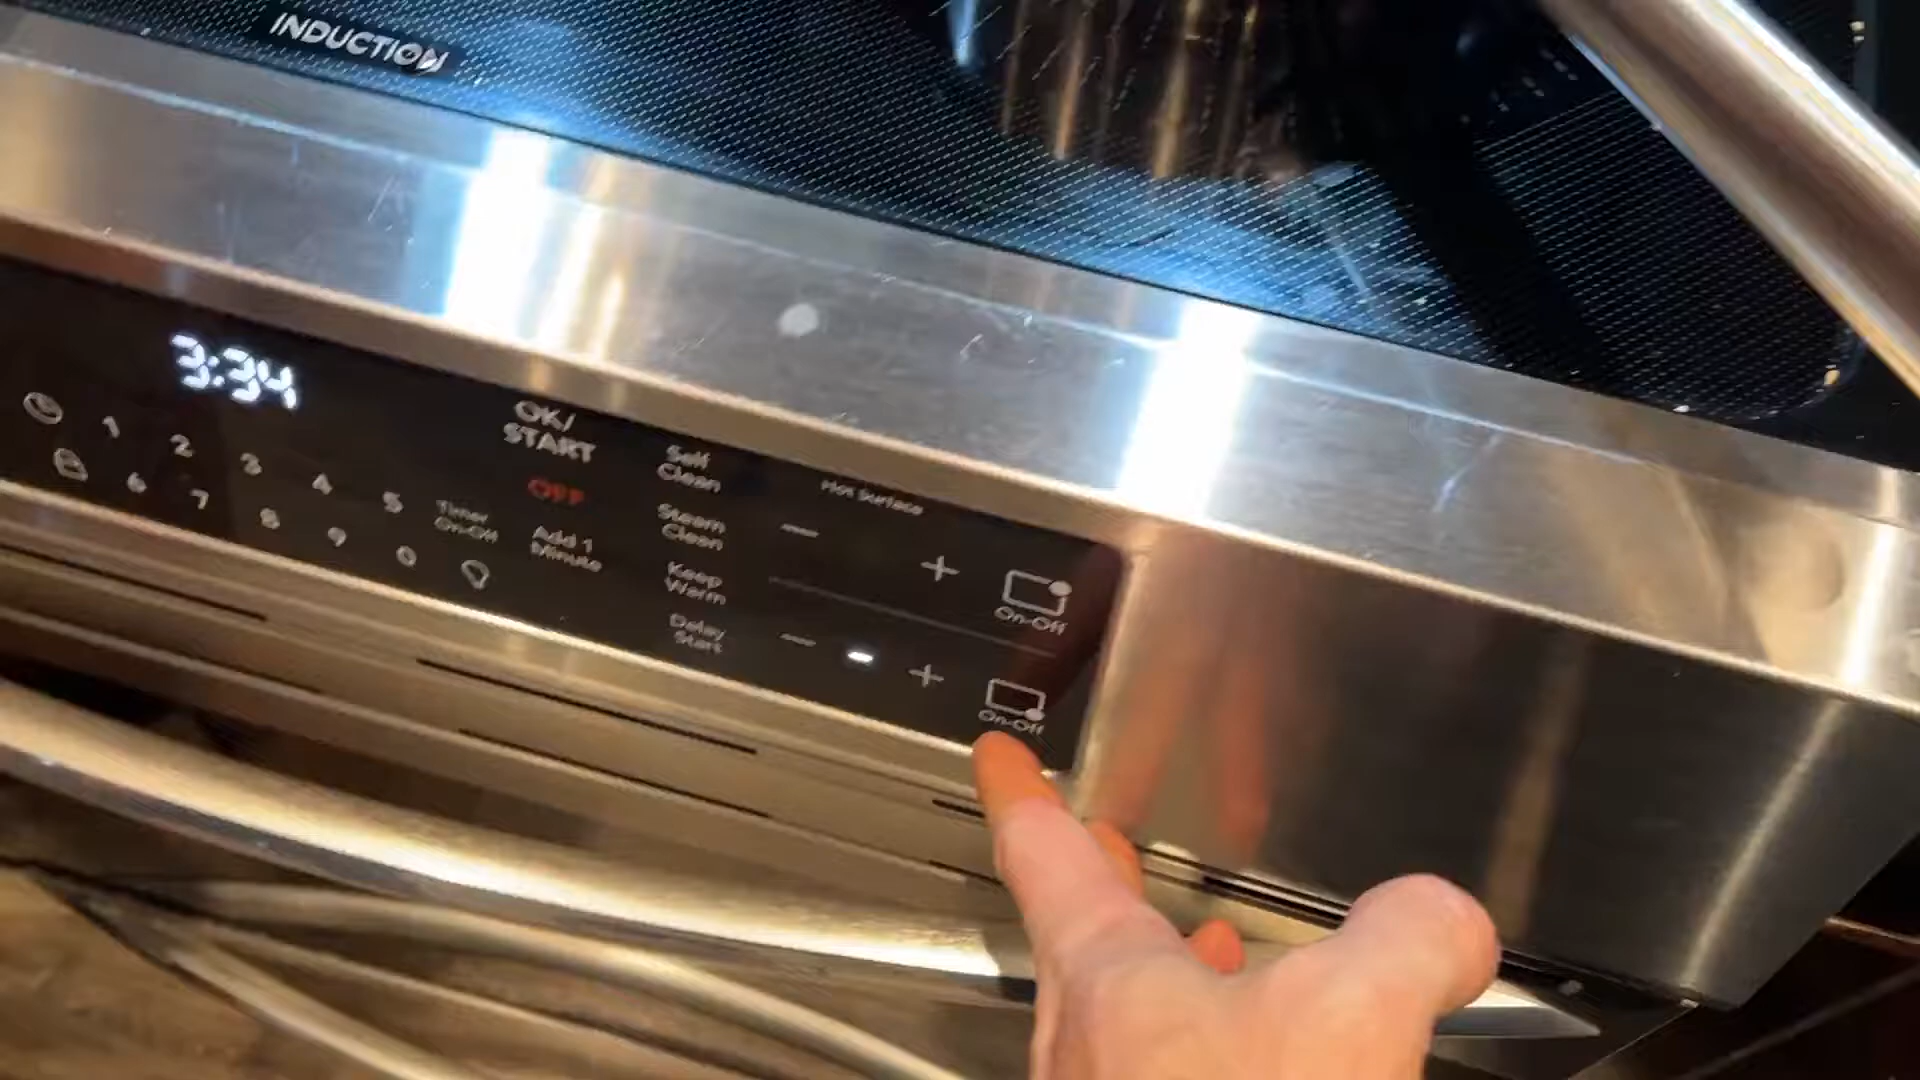 INDUCTION
3:34
OK/
START
OFF
Add 1
Minute
1 2 3 4 5
6 7 8 9 0
Timer
On-Off
Self
Clean
Steam
Clean
Keep
Warm
Delay
Start
Hot Surface
— +
On-Off
— - +
On-Off